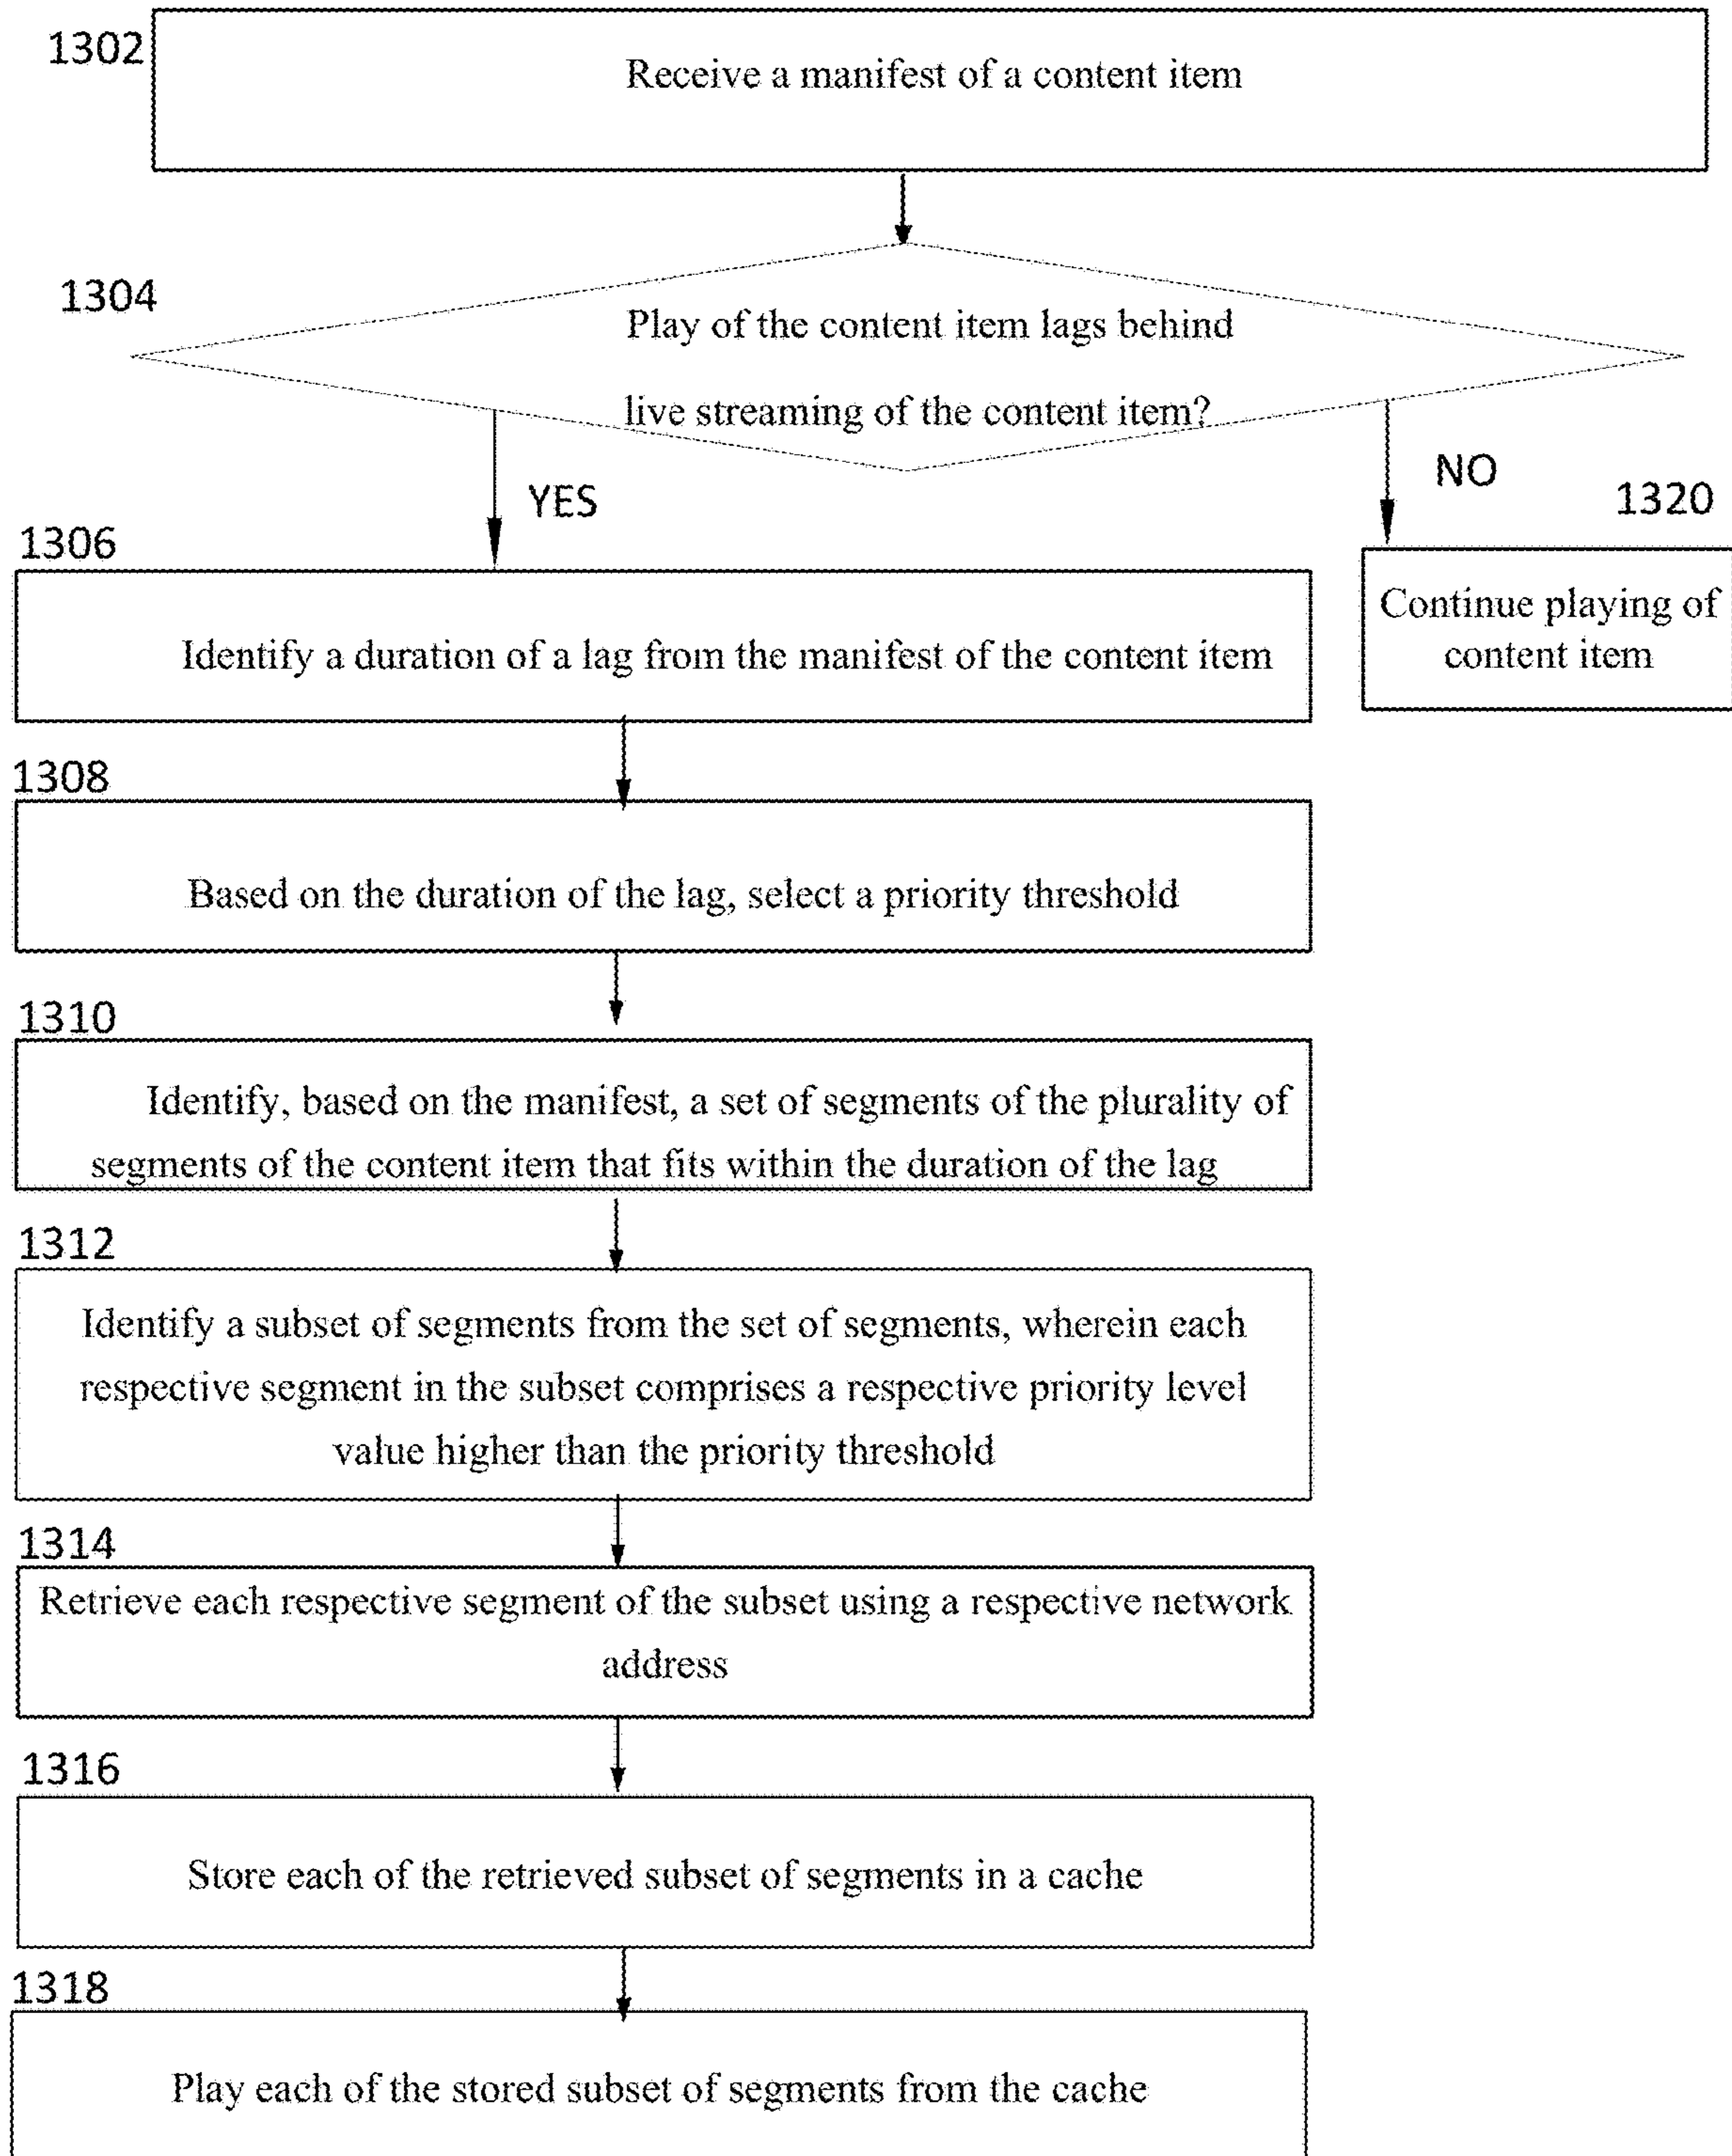 1302
Receive a manifest of a content item
1304
Play of the content item lags behind
live streaming of the content item?
YES
NO
1320
Continue playing of
content item
1306
Identify a duration of a lag from the manifest of the content item
1308
Based on the duration of the lag, select a priority threshold
1310
Identify, based on the manifest, a set of segments of the plurality of
segments of the content item that fits within the duration of the lag
1312
Identify a subset of segments from the set of segments, wherein each
respective segment in the subset comprises a respective priority level
value higher than the priority threshold
1314
Retrieve each respective segment of the subset using a respective network
address
1316
Store each of the retrieved subset of segments in a cache
1318
Play each of the stored subset of segments from the cache